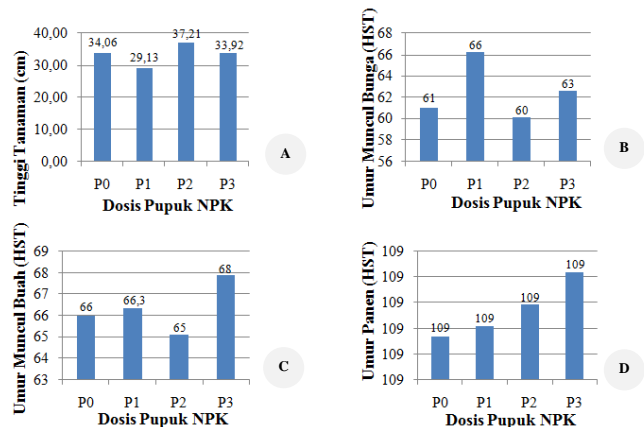 Tinggi Tanaman (cm)
40,00
30,00
20,00
10,00
0,00
34,06
29,13
37,21
33,92
P0 P1 P2 P3
Dosis Pupuk NPK
A
Umur Muncul Bunga (HST)
68
66
64
62
60
58
56
61
66
60
63
P0 P1 P2 P3
Dosis Pupuk NPK
B
Umur Muncul Buah (HST)
69
68
67
66
65
64
63
66
66,3
65
68
P0 P1 P2 P3
Dosis Pupuk NPK
C
Umur Panen (HST)
109
109
109
109
109
109
109
109
109
109
P0 P1 P2 P3
Dosis Pupuk NPK
D